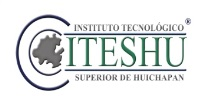 INSTITUTO TECNOLÓGICO ®
ITESHU
SUPERIOR DE HUICHAPAN